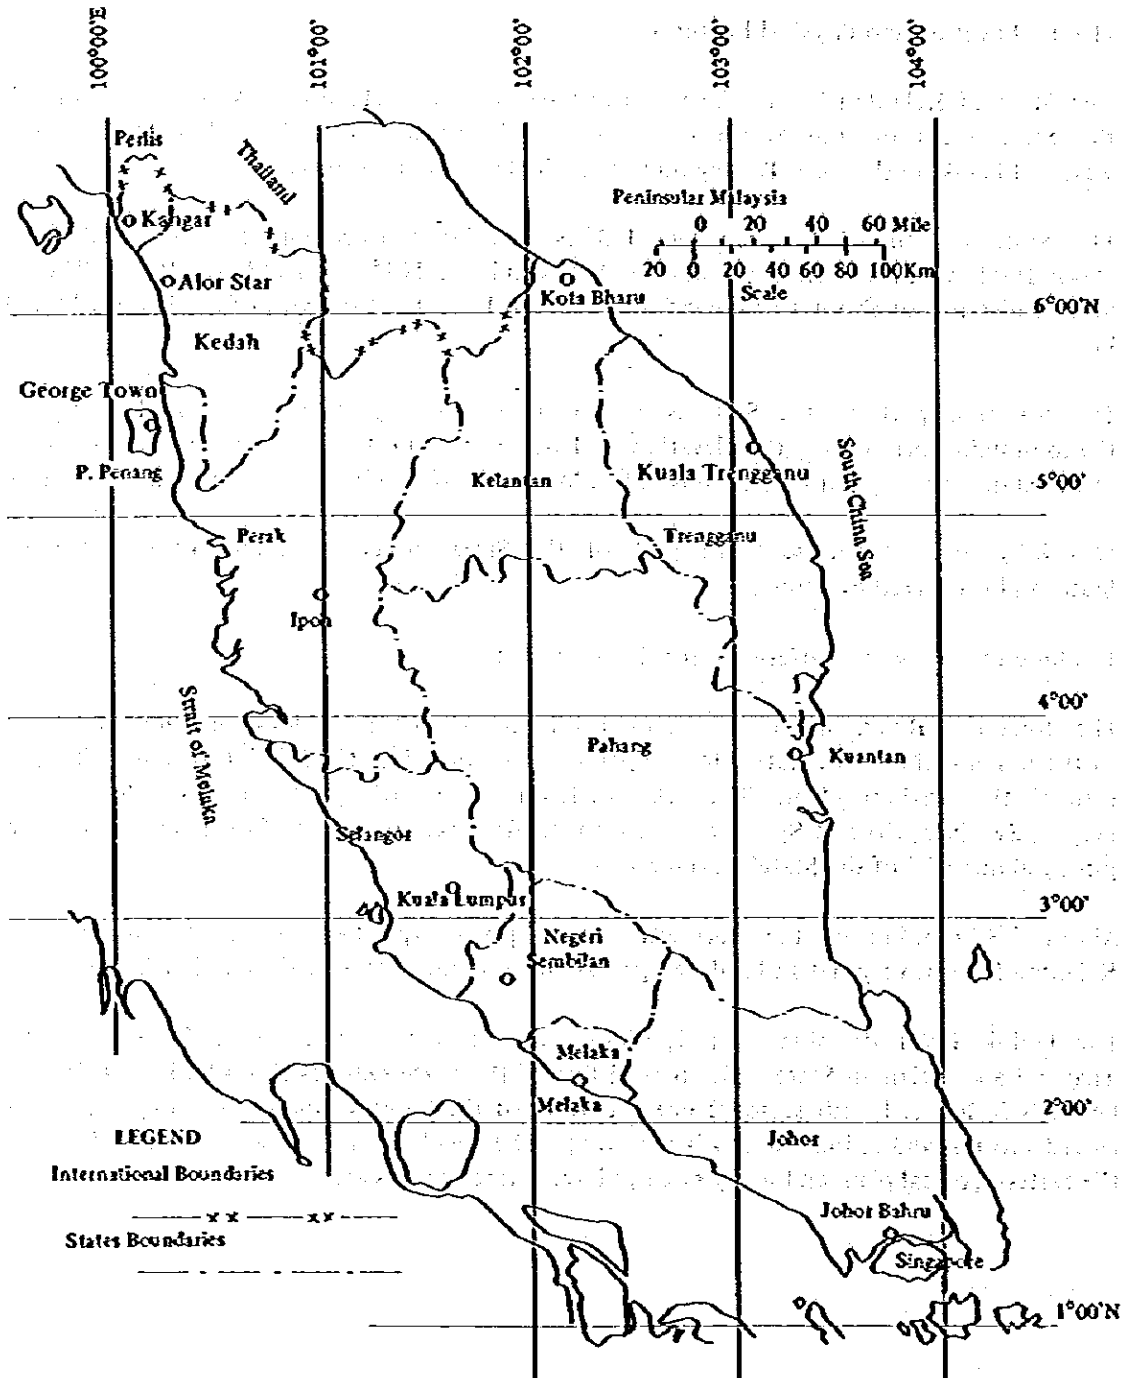 100°00'E
101°00'
102°00'
103°00'
104°00'
Perlis
Thailand
Peninsular Malaysia
0 20 40 60 Mile
20 0 20 40 60 80 100Km
Scale
Kangar
Alor Star
Kota Bharu
6°00'N
Kedah
George Town
P. Penang
Kelantan
Kuala Trengganu
South China Sea
5°00'
Perak
Trengganu
Ipoh
Strait of Melaka
4°00'
Pahang
Kuantan
Selangor
Kuala Lumpur
3°00'
Negeri
Sembilan
Melaka
Melaka
2°00'
LEGEND
Johor
International Boundaries
Johor Bahru
States Boundaries
Singapore
1°00'N